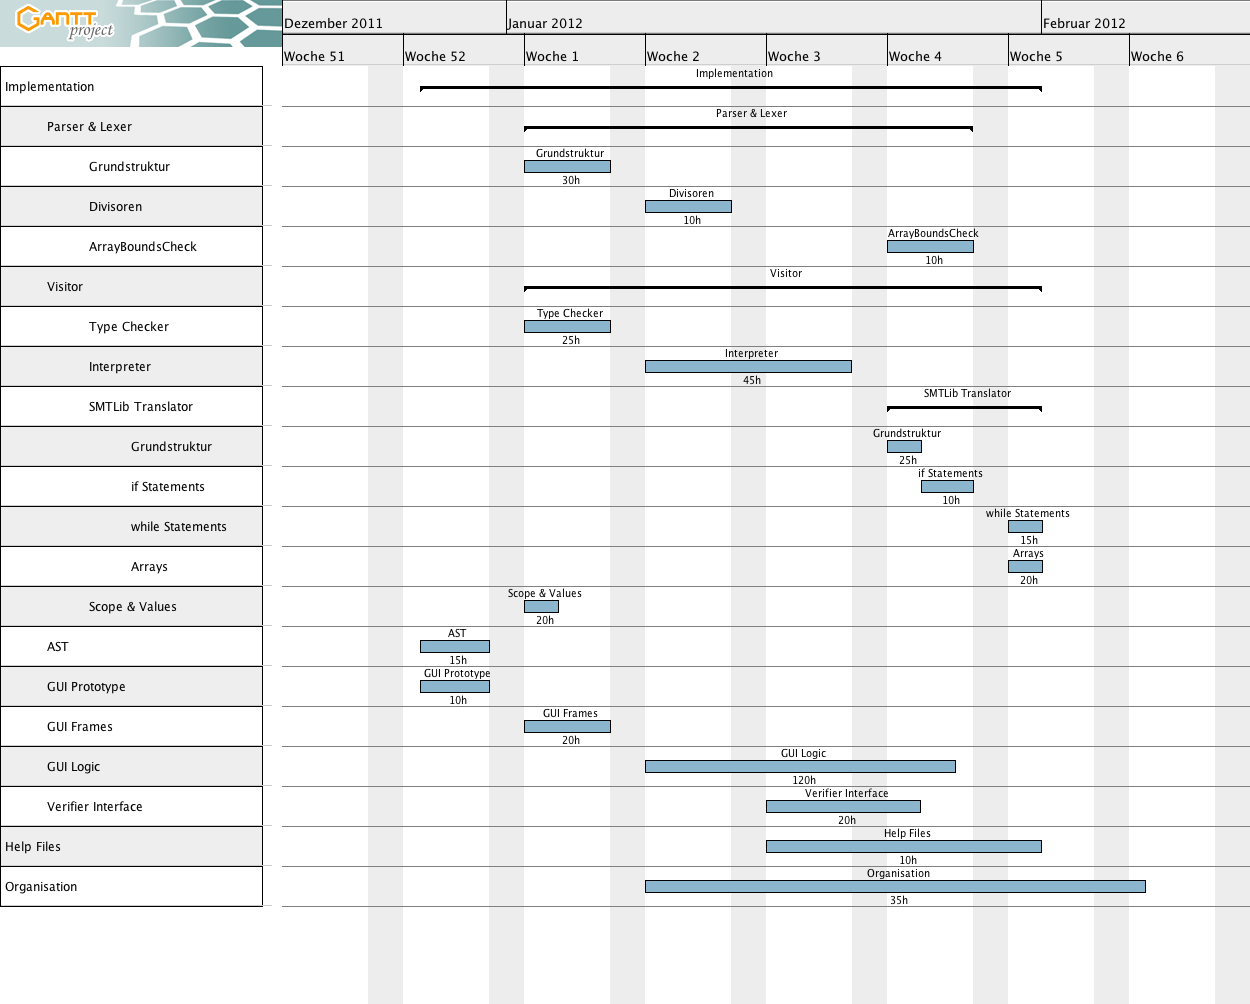 GANTT
project
Dezember 2011 Januar 2012 Februar 2012
Woche 51 Woche 52 Woche 1 Woche 2 Woche 3 Woche 4 Woche 5 Woche 6
Implementation Implementation
Parser & Lexer Parser & Lexer
Grundstruktur Grundstruktur
30h
Divisoren Divisoren
10h
ArrayBoundsCheck ArrayBoundsCheck
10h
Visitor Visitor
Type Checker Type Checker
25h
Interpreter Interpreter
45h
SMTLib Translator SMTLib Translator
Grundstruktur Grundstruktur
25h
if Statements if Statements
10h
while Statements while Statements
15h
Arrays Arrays
20h
Scope & Values Scope & Values
20h
AST AST
15h
GUI Prototype GUI Prototype
10h
GUI Frames GUI Frames
20h
GUI Logic GUI Logic
120h
Verifier Interface Verifier Interface
20h
Help Files Help Files
10h
Organisation Organisation
35h